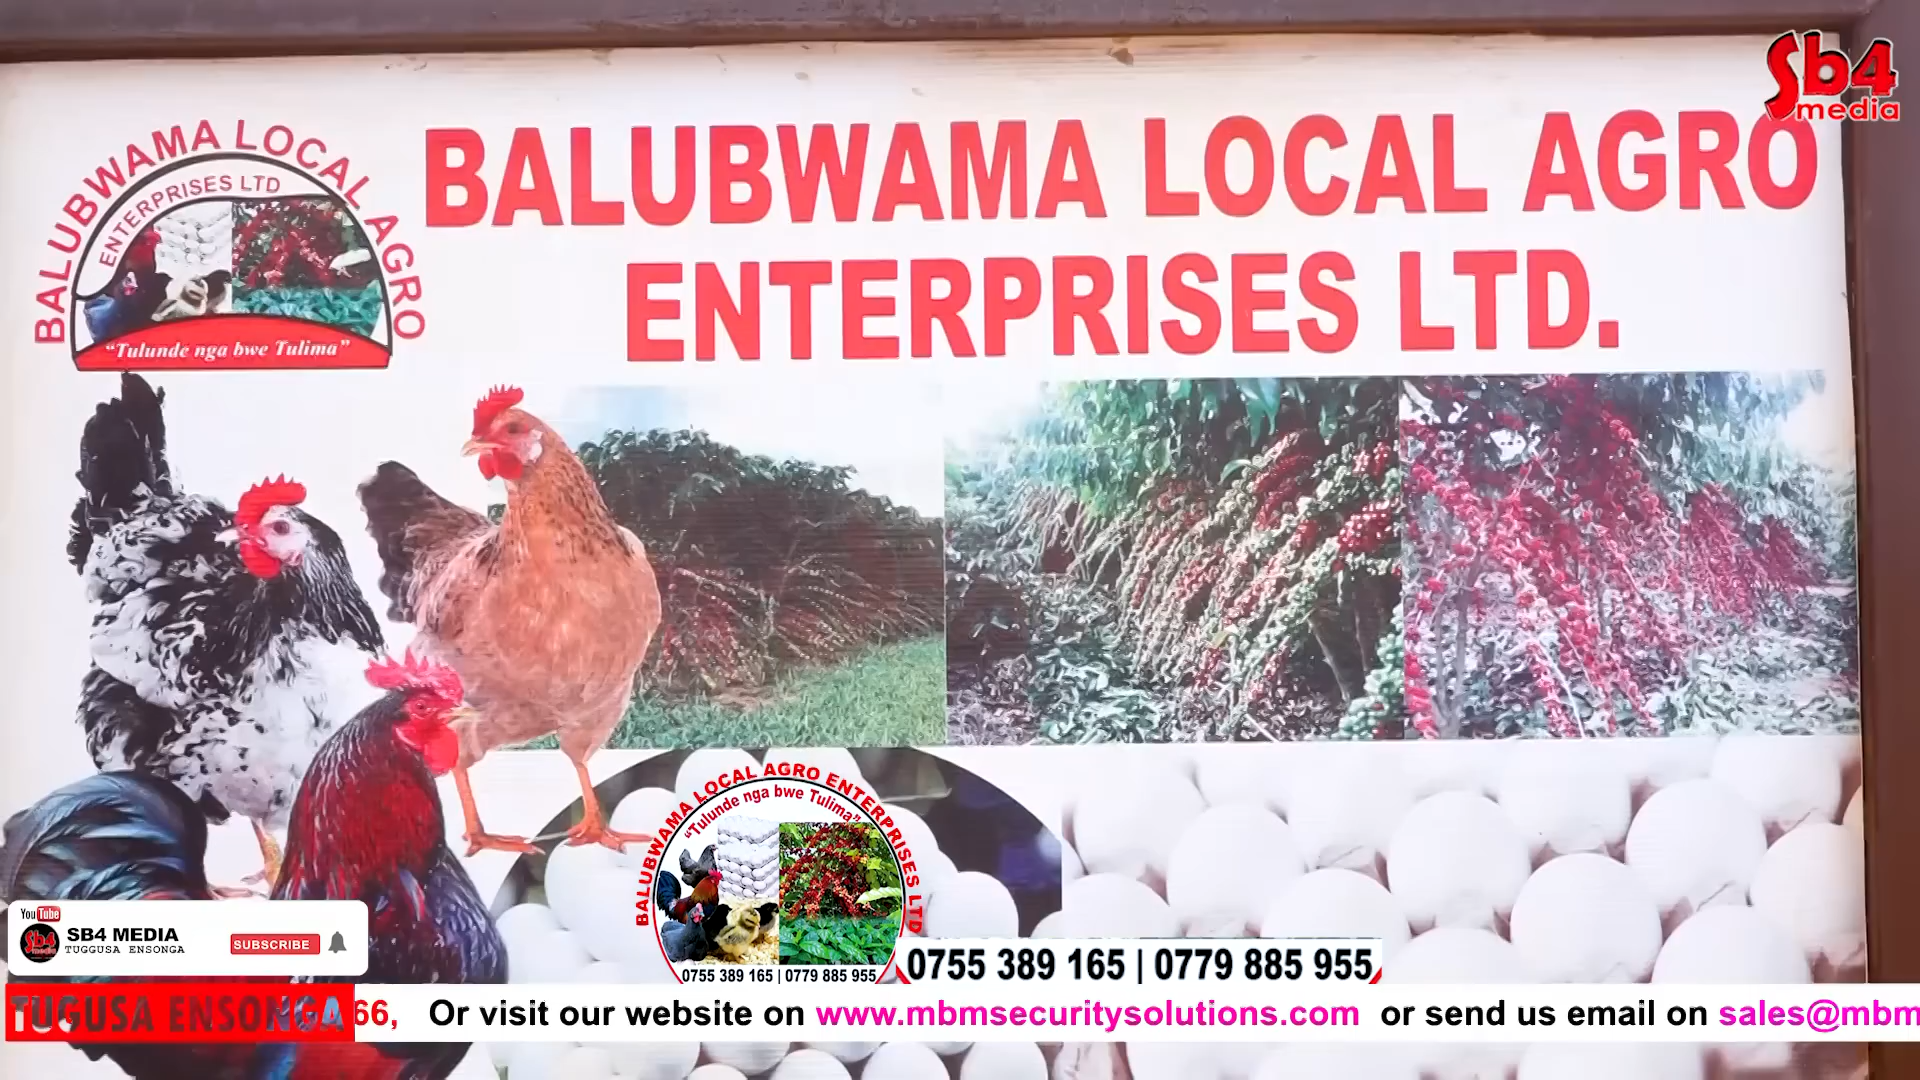 Sb4
media
BALUBWAMA LOCAL AGRO
ENTERPRISES LTD
"Tulunde nga bwe Tulima"
BALUBWAMA LOCAL AGRO
ENTERPRISES LTD.
BALUBWAMA LOCAL AGRO ENTERPRISES LTD
"Tulunde nga bwe Tulima"
0755 389 165 | 0779 885 955
0755 389 165 | 0779 885 955
YouTube
SB4 MEDIA
TUGGUSA ENSONGA
SUBSCRIBE
Sb4
TUGUSA ENSONGA
66, Or visit our website on www.mbmsecuritysolutions.com or send us email on sales@mbm